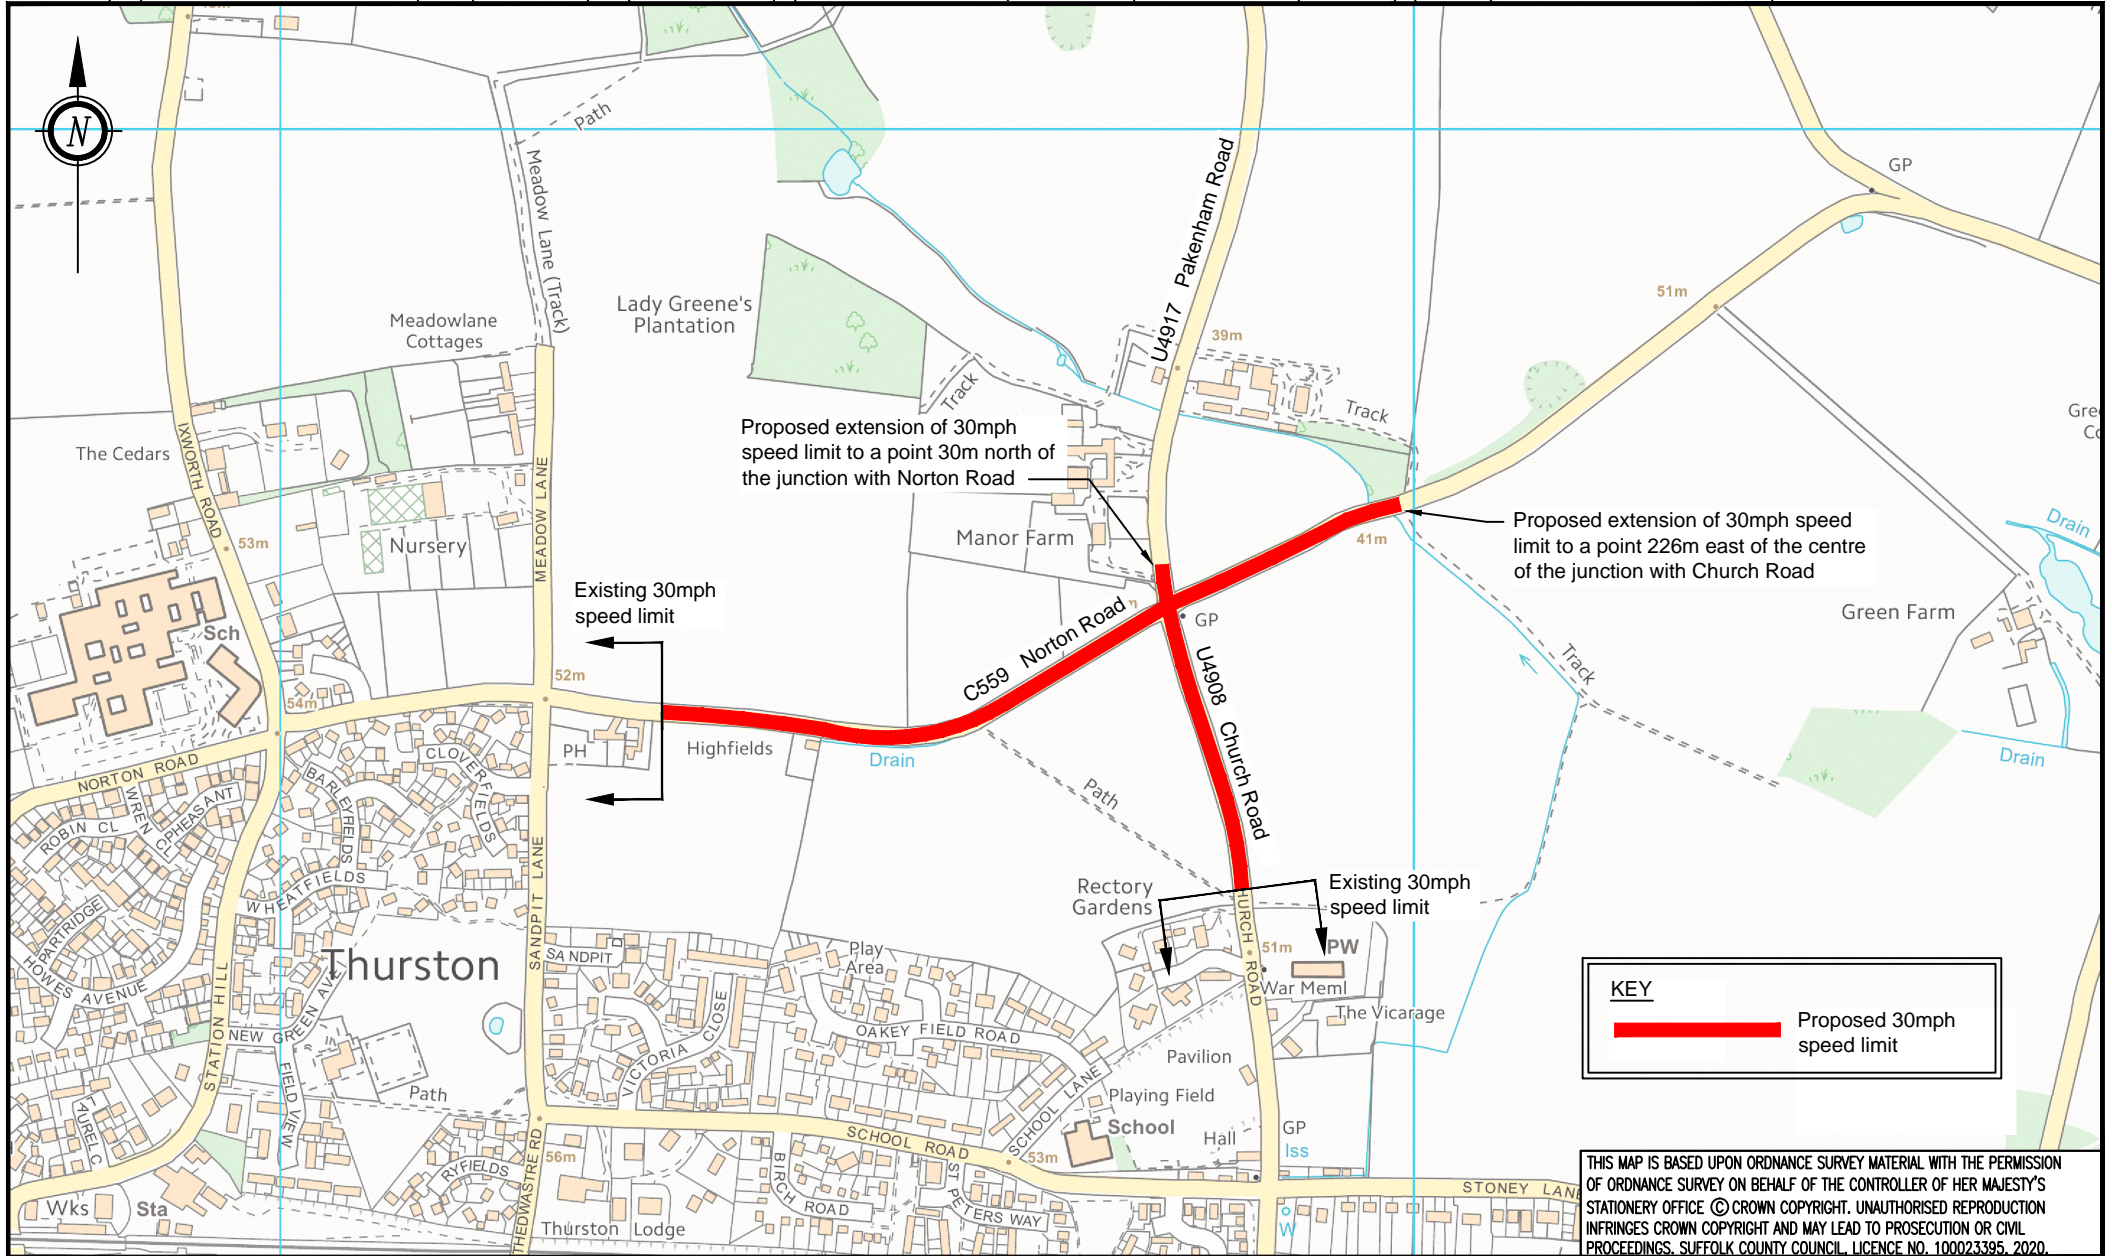 N
Path
Meadow Lane (Track)
U4917 Pakenham Road
GP
51m
Lady Greene's
Plantation
Meadowlane
Cottages
39m
Track
Track
The Cedars
IXWORTH ROAD
53m
MEADOW LANE
Nursery
Proposed extension of 30mph
speed limit to a point 30m north of
the junction with Norton Road
Manor Farm
41m
Proposed extension of 30mph speed
limit to a point 226m east of the centre
of the junction with Church Road
Drain
Green Farm
Existing 30mph
speed limit
Sch
52m
54m
C559 Norton Road
GP
U4908 Church Road
Track
PH
Highfields
Drain
Drain
NORTON ROAD
WREN CL
PHEASANT
ROBIN CL
BARLEYFIELDS
CLOVERFIELDS
WHEATFIELDS
PARTRIDGE
HOWES AVENUE
STATION HILL
SANDPIT LANE
Path
Rectory
Gardens
Existing 30mph
speed limit
Thurston
SANDPIT
Play
Area
HURCH ROAD
51m
PW
War Meml
The Vicarage
KEY
Proposed 30mph
speed limit
NEW GREEN AVE
FIELD VIEW
VICTORIA CLOSE
OAKEY FIELD ROAD
Pavilion
Playing Field
School
Path
SCHOOL LANE
SCHOOL ROAD
Hall
GP
Iss
53m
56m
RYFIELDS
THEDWASTRE RD
BIRCH ROAD
ST PETERS WAY
STONEY LANE
W
Wks
Sta
Thurston Lodge
THIS MAP IS BASED UPON ORDNANCE SURVEY MATERIAL WITH THE PERMISSION
OF ORDNANCE SURVEY ON BEHALF OF THE CONTROLLER OF HER MAJESTY'S
STATIONERY OFFICE © CROWN COPYRIGHT. UNAUTHORISED REPRODUCTION
INFRINGES CROWN COPYRIGHT AND MAY LEAD TO PROSECUTION OR CIVIL
PROCEEDINGS. SUFFOLK COUNTY COUNCIL, LICENCE NO. 100023395, 2020.